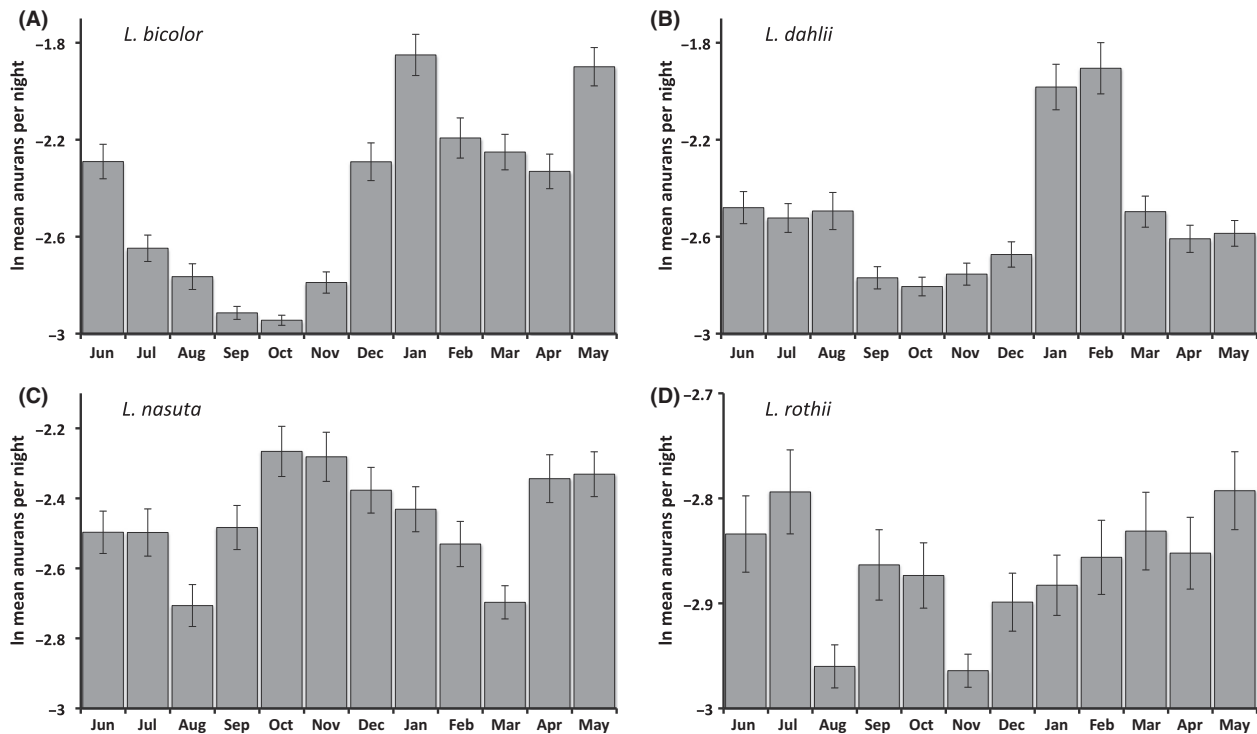 (A)
L. bicolor
ln mean anurans per night
−1.8
−2.2
−2.6
−3
Jun Jul Aug Sep Oct Nov Dec Jan Feb Mar Apr May
(B)
L. dahlii
ln mean anurans per night
−1.8
−2.2
−2.6
−3
Jun Jul Aug Sep Oct Nov Dec Jan Feb Mar Apr May
(C)
L. nasuta
ln mean anurans per night
−2.2
−2.4
−2.6
−2.8
−3
Jun Jul Aug Sep Oct Nov Dec Jan Feb Mar Apr May
(D)
L. rothii
ln mean anurans per night
−2.7
−2.8
−2.9
−3
Jun Jul Aug Sep Oct Nov Dec Jan Feb Mar Apr May